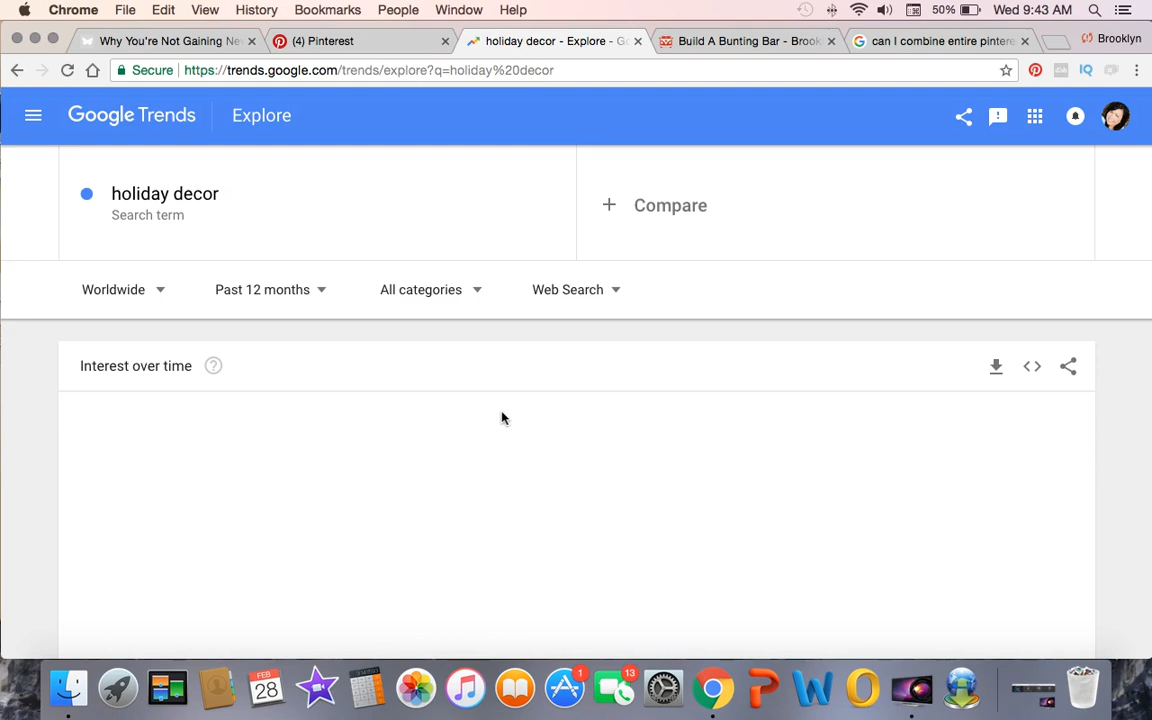 Chrome File Edit View History Bookmarks People Window Help 50% Wed 9:43 AM
Why You're Not Gaining Ne (4) Pinterest holiday decor - Explore - Go Build A Bunting Bar - Brook can I combine entire pintere Brooklyn
Secure https://trends.google.com/trends/explore?q=holiday%20decor IQ
Google Trends Explore
holiday decor
Search term
+ Compare
Worldwide Past 12 months All categories Web Search
Interest over time ?
1 13
FEB
28